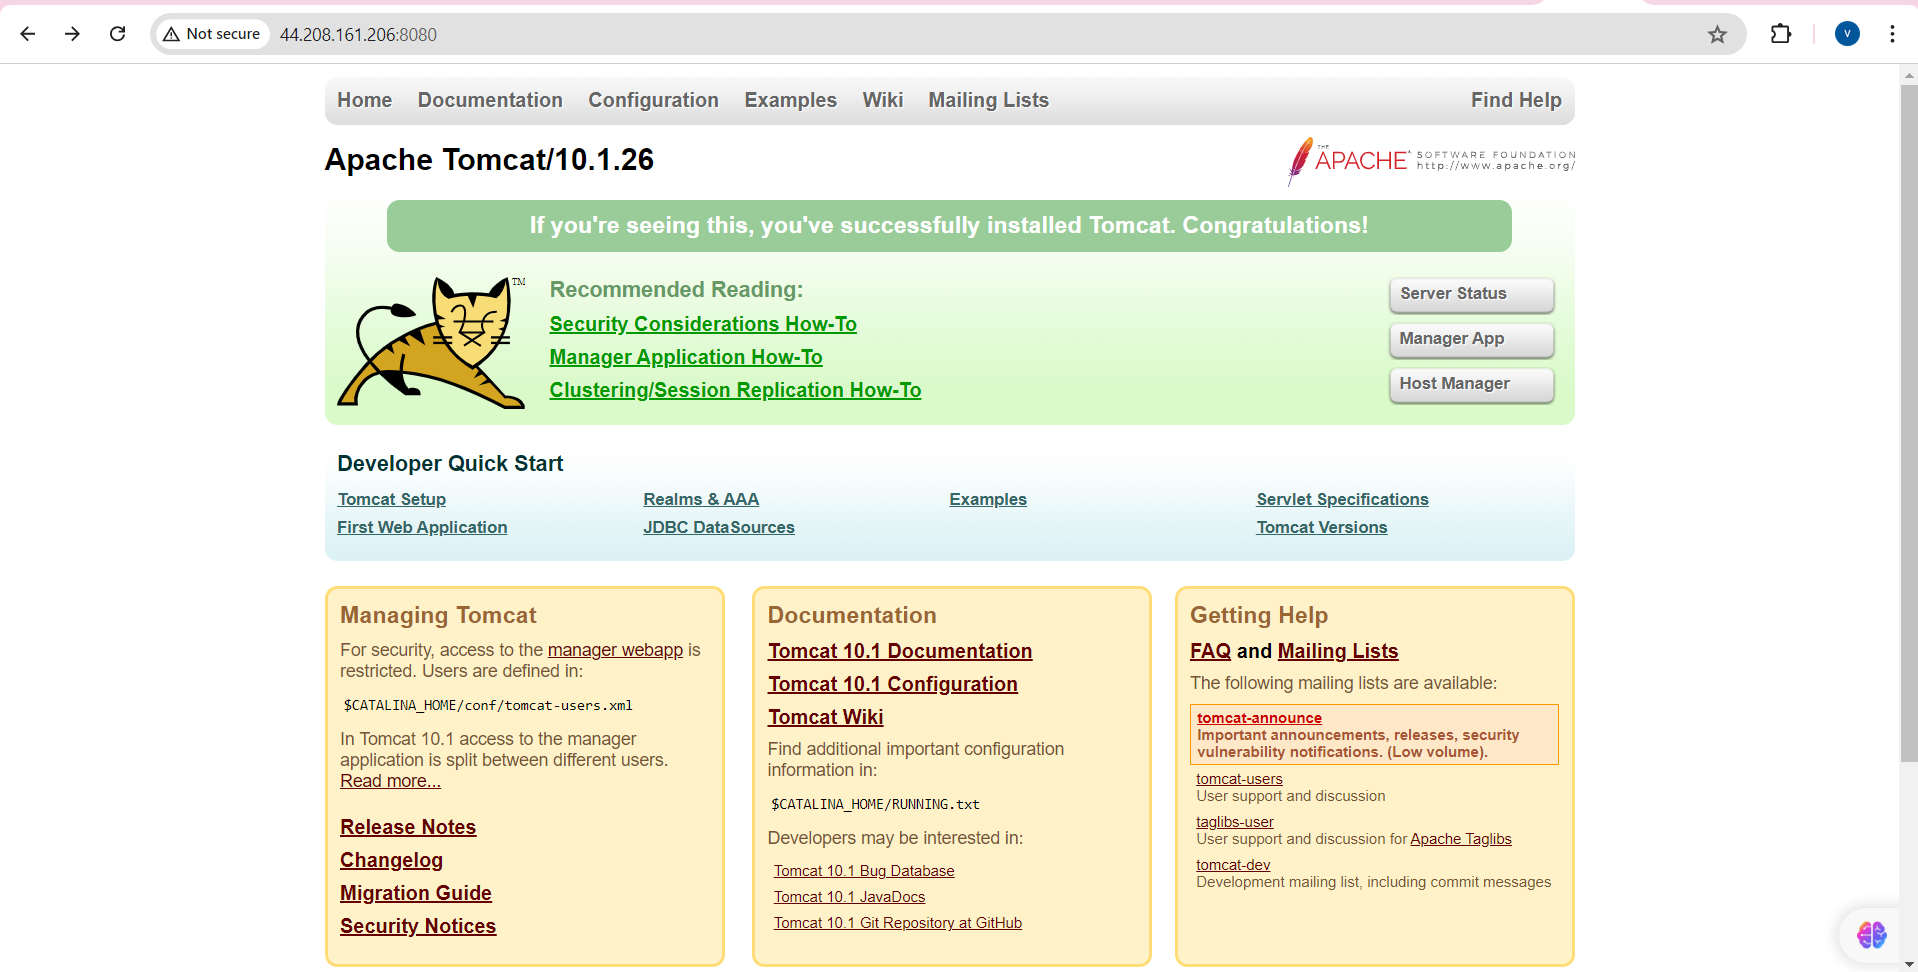 Not secure 44.208.161.206:8080
V
Home Documentation Configuration Examples Wiki Mailing Lists Find Help
Apache Tomcat/10.1.26
THE APACHE SOFTWARE FOUNDATION
http://www.apache.org/
If you're seeing this, you've successfully installed Tomcat. Congratulations!
TM
Recommended Reading:
Security Considerations How-To
Manager Application How-To
Clustering/Session Replication How-To
Server Status
Manager App
Host Manager
Developer Quick Start
Tomcat Setup
First Web Application
Realms & AAA
JDBC DataSources
Examples
Servlet Specifications
Tomcat Versions
Managing Tomcat
For security, access to the manager webapp is
restricted. Users are defined in:
$CATALINA_HOME/conf/tomcat-users.xml
In Tomcat 10.1 access to the manager
application is split between different users.
Read more...
Release Notes
Changelog
Migration Guide
Security Notices
Documentation
Tomcat 10.1 Documentation
Tomcat 10.1 Configuration
Tomcat Wiki
Find additional important configuration
information in:
$CATALINA_HOME/RUNNING.txt
Developers may be interested in:
Tomcat 10.1 Bug Database
Tomcat 10.1 JavaDocs
Tomcat 10.1 Git Repository at GitHub
Getting Help
FAQ and Mailing Lists
The following mailing lists are available:
tomcat-announce
Important announcements, releases, security
vulnerability notifications. (Low volume).
tomcat-users
User support and discussion
taglibs-user
User support and discussion for Apache Taglibs
tomcat-dev
Development mailing list, including commit messages